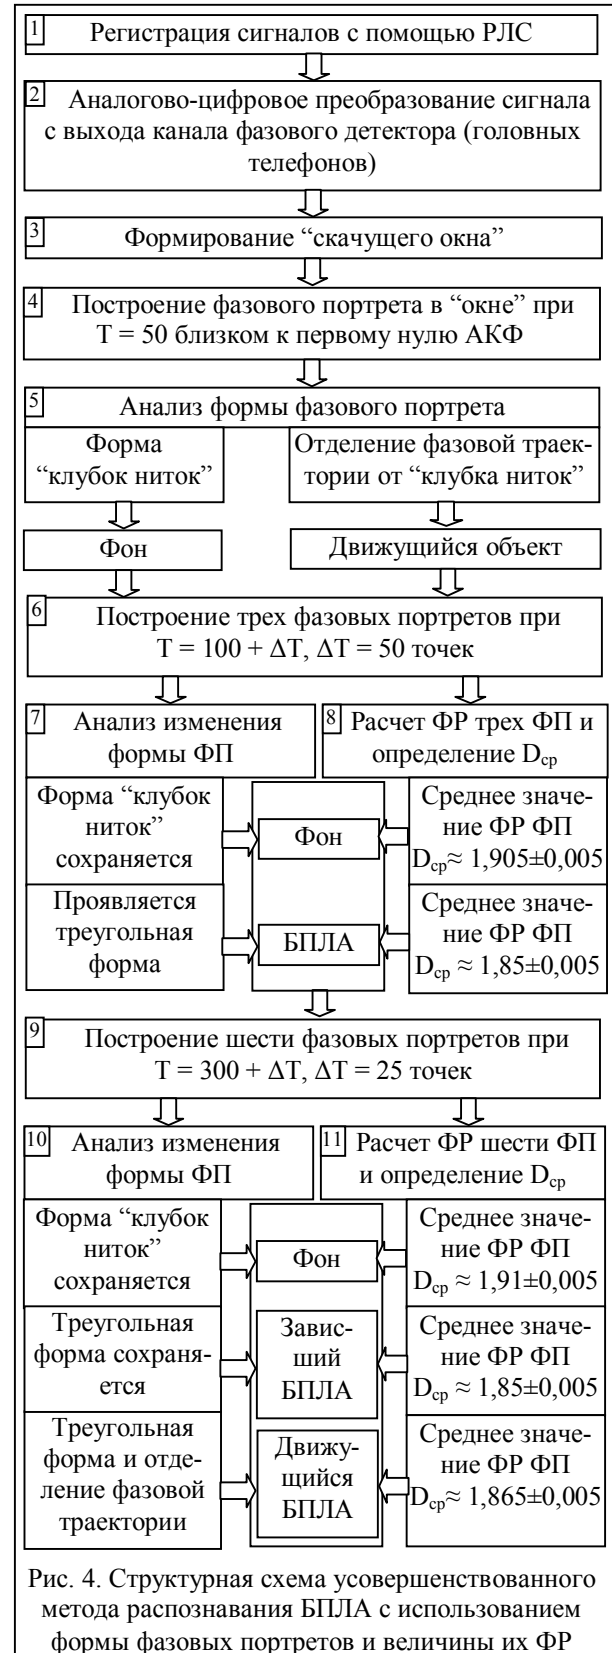 1
Регистрация сигналов с помощью РЛС
2
Аналогово-цифровое преобразование сигнала
с выхода канала фазового детектора (головных
телефонов)
3
Формирование “скачущего окна”
4
Построение фазового портрета в “окне” при
T = 50 близком к первому нулю АКФ
5
Анализ формы фазового портрета
Форма
“клубок ниток”
Отделение фазовой траек-
тории от “клубка ниток”
Фон
Движущийся объект
6
Построение трех фазовых портретов при
T = 100 + ΔT, ΔT = 50 точек
7
Анализ изменения
формы ФП
8
Расчет ФР трех ФП и
определение Dср
Форма “клубок
ниток”
сохраняется
Фон
Среднее значе-
ние ФР ФП
Dср≈ 1,905±0,005
Проявляется
треугольная
форма
БПЛА
Среднее значе-
ние ФР ФП
Dср ≈ 1,85±0,005
9
Построение шести фазовых портретов при
T = 300 + ΔT, ΔT = 25 точек
10
Анализ изменения
формы ФП
11
Расчет ФР шести ФП
и определение Dср
Форма “клубок
ниток”
сохраняется
Фон
Среднее значе-
ние ФР ФП
Dср ≈ 1,91±0,005
Треугольная
форма сохраня-
ется
Завис-
ший
БПЛА
Среднее значе-
ние ФР ФП
Dср ≈ 1,85±0,005
Треугольная
форма и отде-
ление фазовой
траектории
Движу-
щийся
БПЛА
Среднее значе-
ние ФР ФП
Dср≈ 1,865±0,005
Рис. 4. Структурная схема усовершенствованного
метода распознавания БПЛА с использованием
формы фазовых портретов и величины их ФР